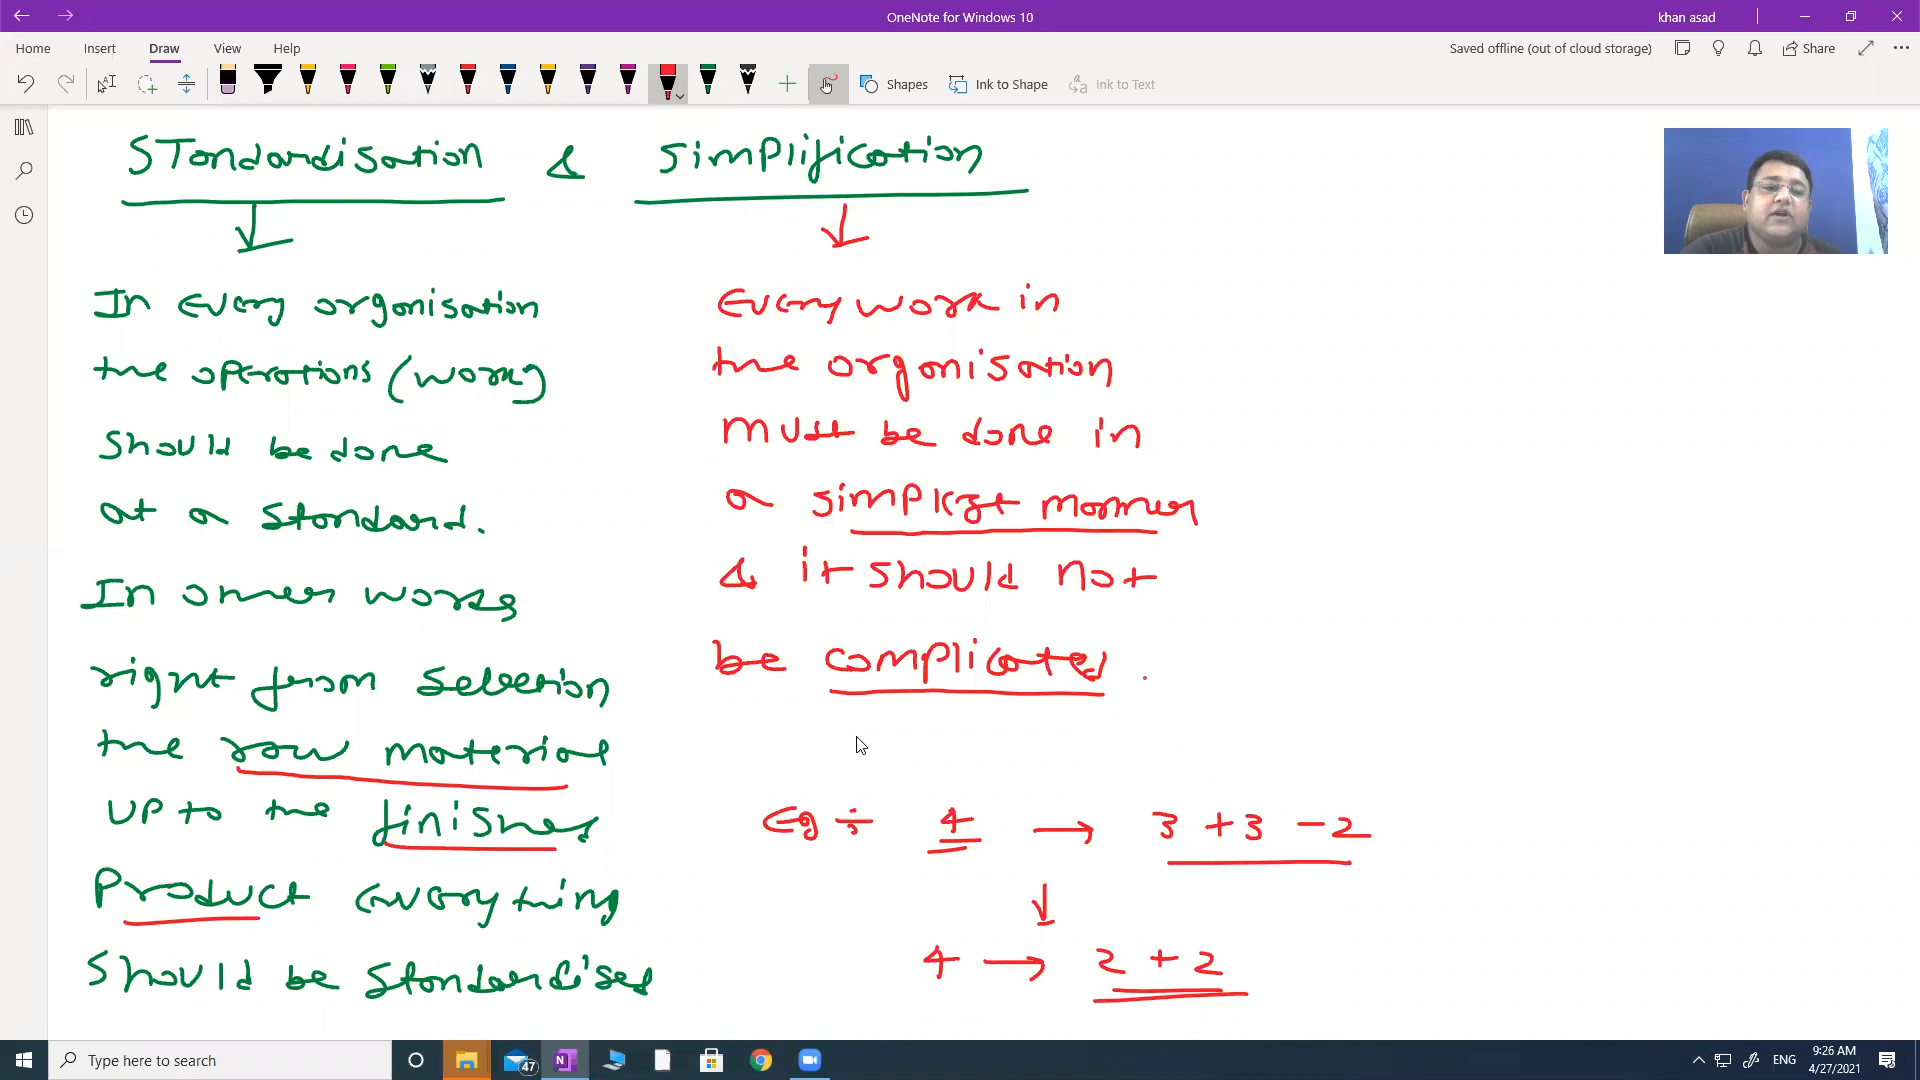 OneNote for Windows 10
khan asad
Home Insert Draw View Help
Saved offline (out of cloud storage)
Share
Shapes
Ink to Shape
Ink to Text
Standardisation & Simplification
In every organisation
the operations (work)
should be done
at a standard.
In other works
right from selection
the raw material
up to the finished
Product everything
Should be standardised
Every work in
the organisation
must be done in
a simplest manner
& it should not
be complicated.
Eg ÷ 4 → 3 + 3 - 2
4 → 2 + 2
Type here to search
47
ENG
9:26 AM
4/27/2021